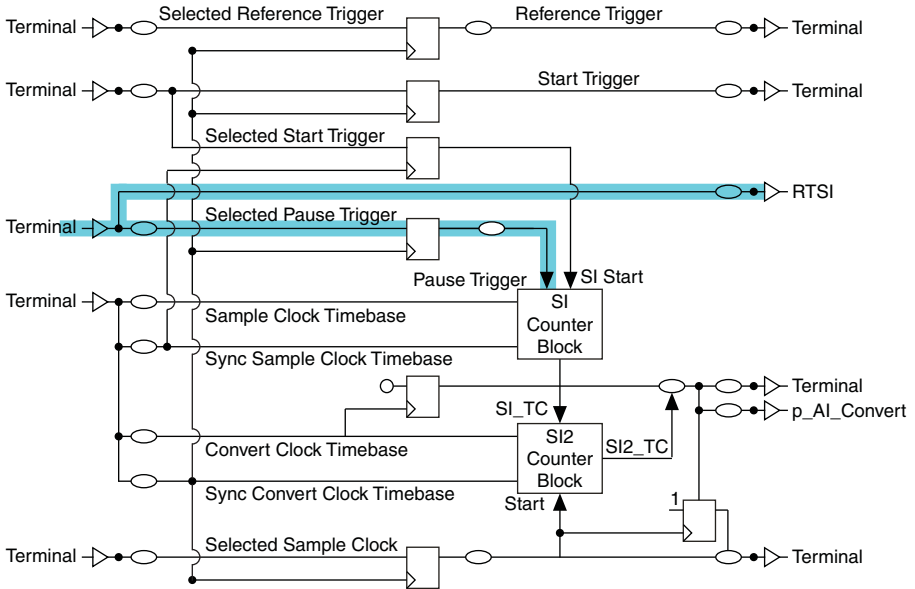 Selected Reference Trigger
Reference Trigger
Terminal
Terminal
Start Trigger
Terminal
Terminal
Selected Start Trigger
RTSI
Selected Pause Trigger
Terminal
Pause Trigger
SI Start
Terminal
SI
Counter
Block
Sample Clock Timebase
Sync Sample Clock Timebase
Terminal
SI_TC
p_AI_Convert
SI2
Counter
Block
SI2_TC
Convert Clock Timebase
Sync Convert Clock Timebase
Start
1
Selected Sample Clock
Terminal
Terminal